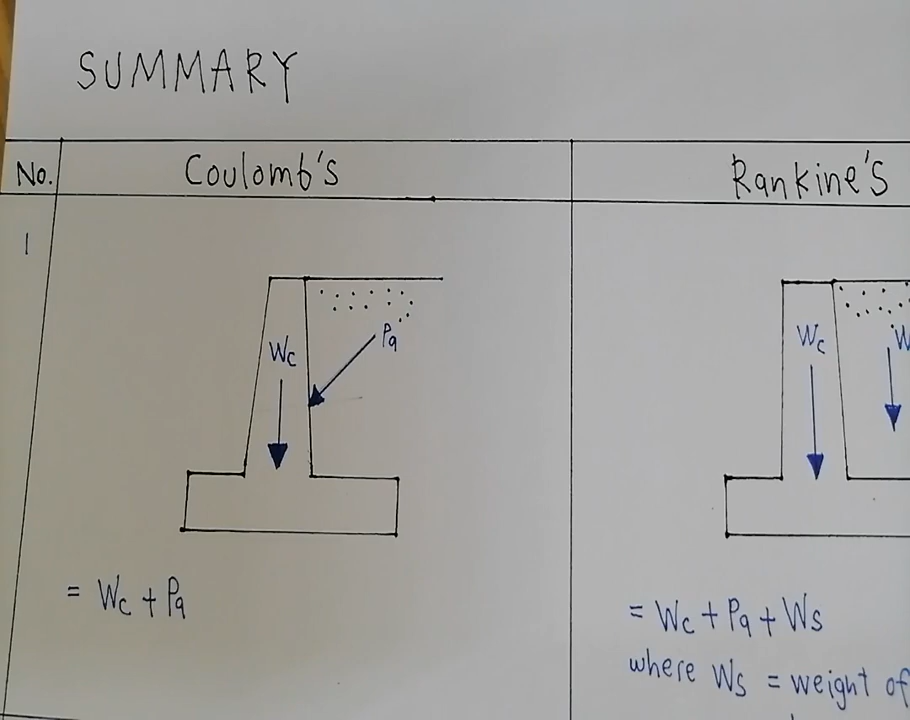 SUMMARY
No. Coulomb's Rankine's
1
Wc Pa
Wc W
= Wc + Pa
= Wc + Pa + Ws
where Ws = weight of